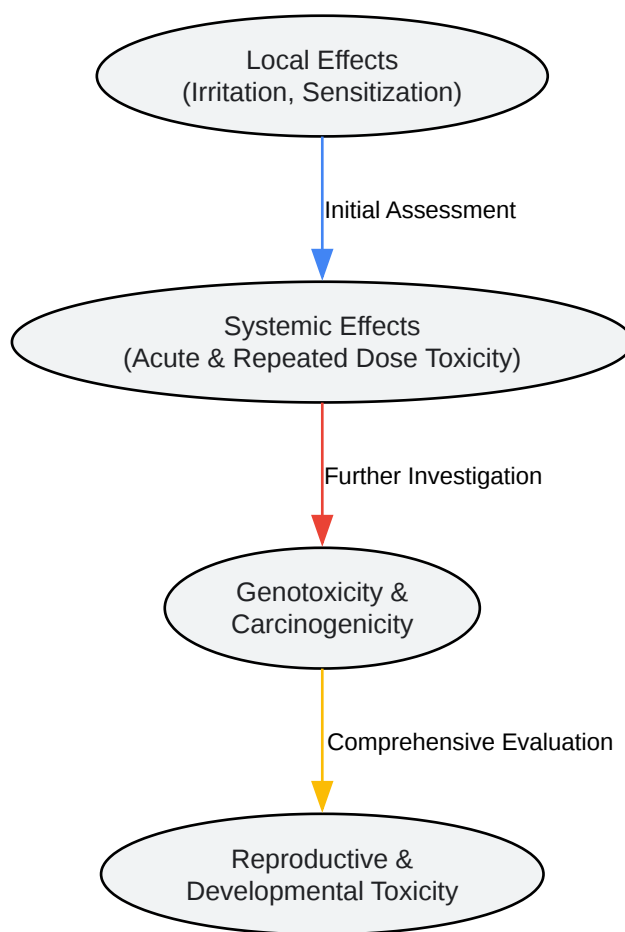 Local Effects
(Irritation, Sensitization)
Initial Assessment
Systemic Effects
(Acute & Repeated Dose Toxicity)
Further Investigation
Genotoxicity &
Carcinogenicity
Comprehensive Evaluation
Reproductive &
Developmental Toxicity